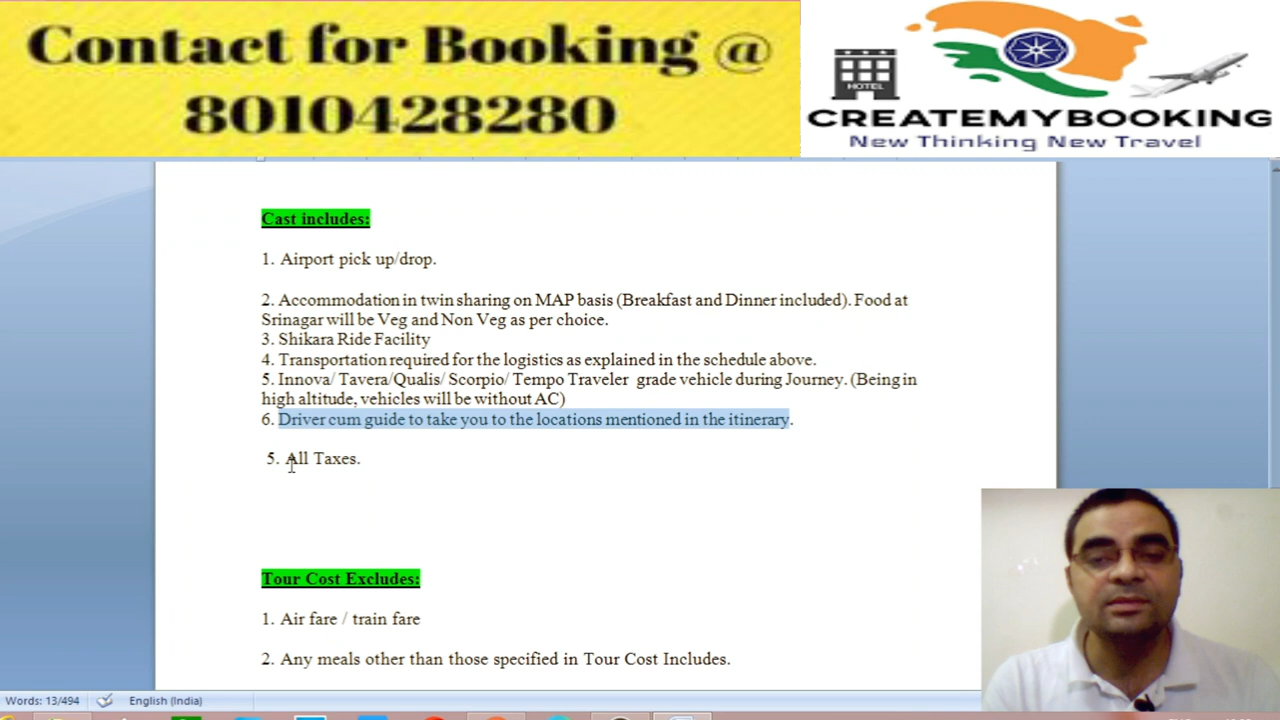 Contact for Booking @
8010428280
HOTEL
CREATEMYBOOKING
New Thinking New Travel
Cast includes:
1. Airport pick up/drop.
2. Accommodation in twin sharing on MAP basis (Breakfast and Dinner included). Food at
Srinagar will be Veg and Non Veg as per choice.
3. Shikara Ride Facility
4. Transportation required for the logistics as explained in the schedule above.
5. Innova/ Tavera/Qualis/ Scorpio/ Tempo Traveler grade vehicle during Journey. (Being in
high altitude, vehicles will be without AC)
6. Driver cum guide to take you to the locations mentioned in the itinerary.
5. All Taxes.
Tour Cost Excludes:
1. Air fare / train fare
2. Any meals other than those specified in Tour Cost Includes.
Words: 13/494
English (India)